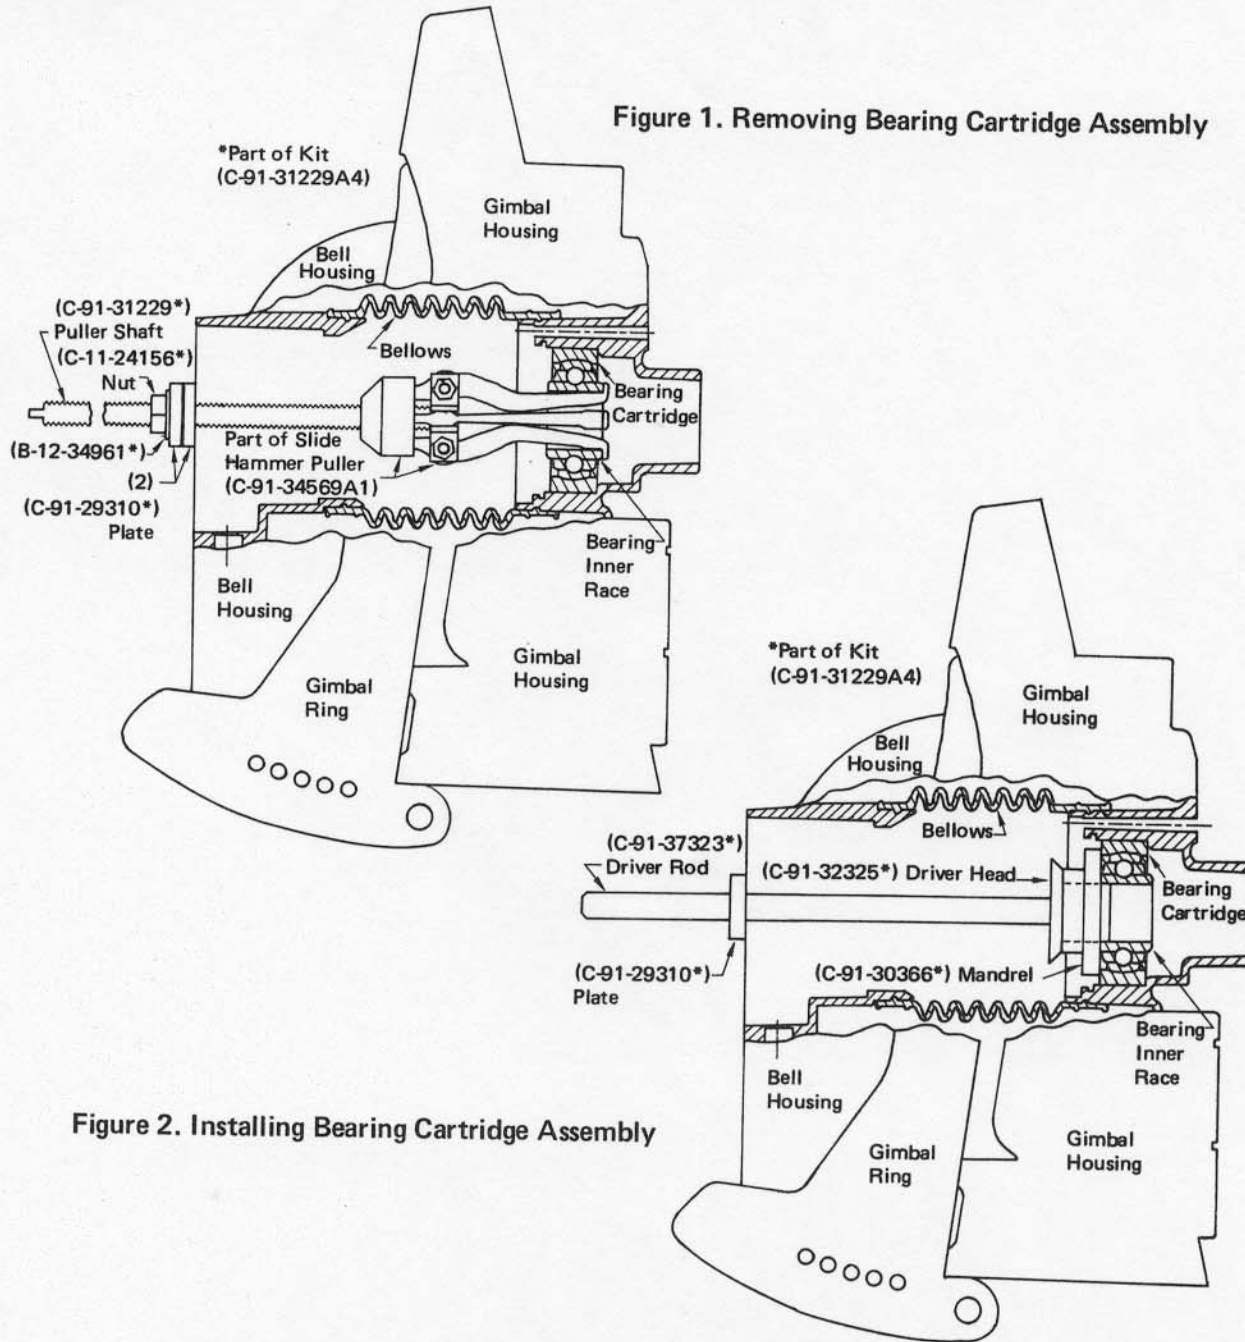 Figure 1. Removing Bearing Cartridge Assembly
*Part of Kit
(C-91-31229A4)
Gimbal
Housing
Bell
Housing
(C-91-31229*)
Puller Shaft
(C-11-24156*)
Nut
Bellows
Bearing
Cartridge
(B-12-34961*)
(2)
(C-91-29310*)
Plate
Part of Slide
Hammer Puller
(C-91-34569A1)
Bearing
Inner
Race
Bell
Housing
Gimbal
Ring
Gimbal
Housing
*Part of Kit
(C-91-31229A4)
Gimbal
Housing
Bell
Housing
Bellows
(C-91-37323*)
Driver Rod
(C-91-32325*) Driver Head
Bearing
Cartridge
(C-91-29310*)
Plate
(C-91-30366*) Mandrel
Bearing
Inner
Race
Bell
Housing
Gimbal
Ring
Gimbal
Housing
Figure 2. Installing Bearing Cartridge Assembly